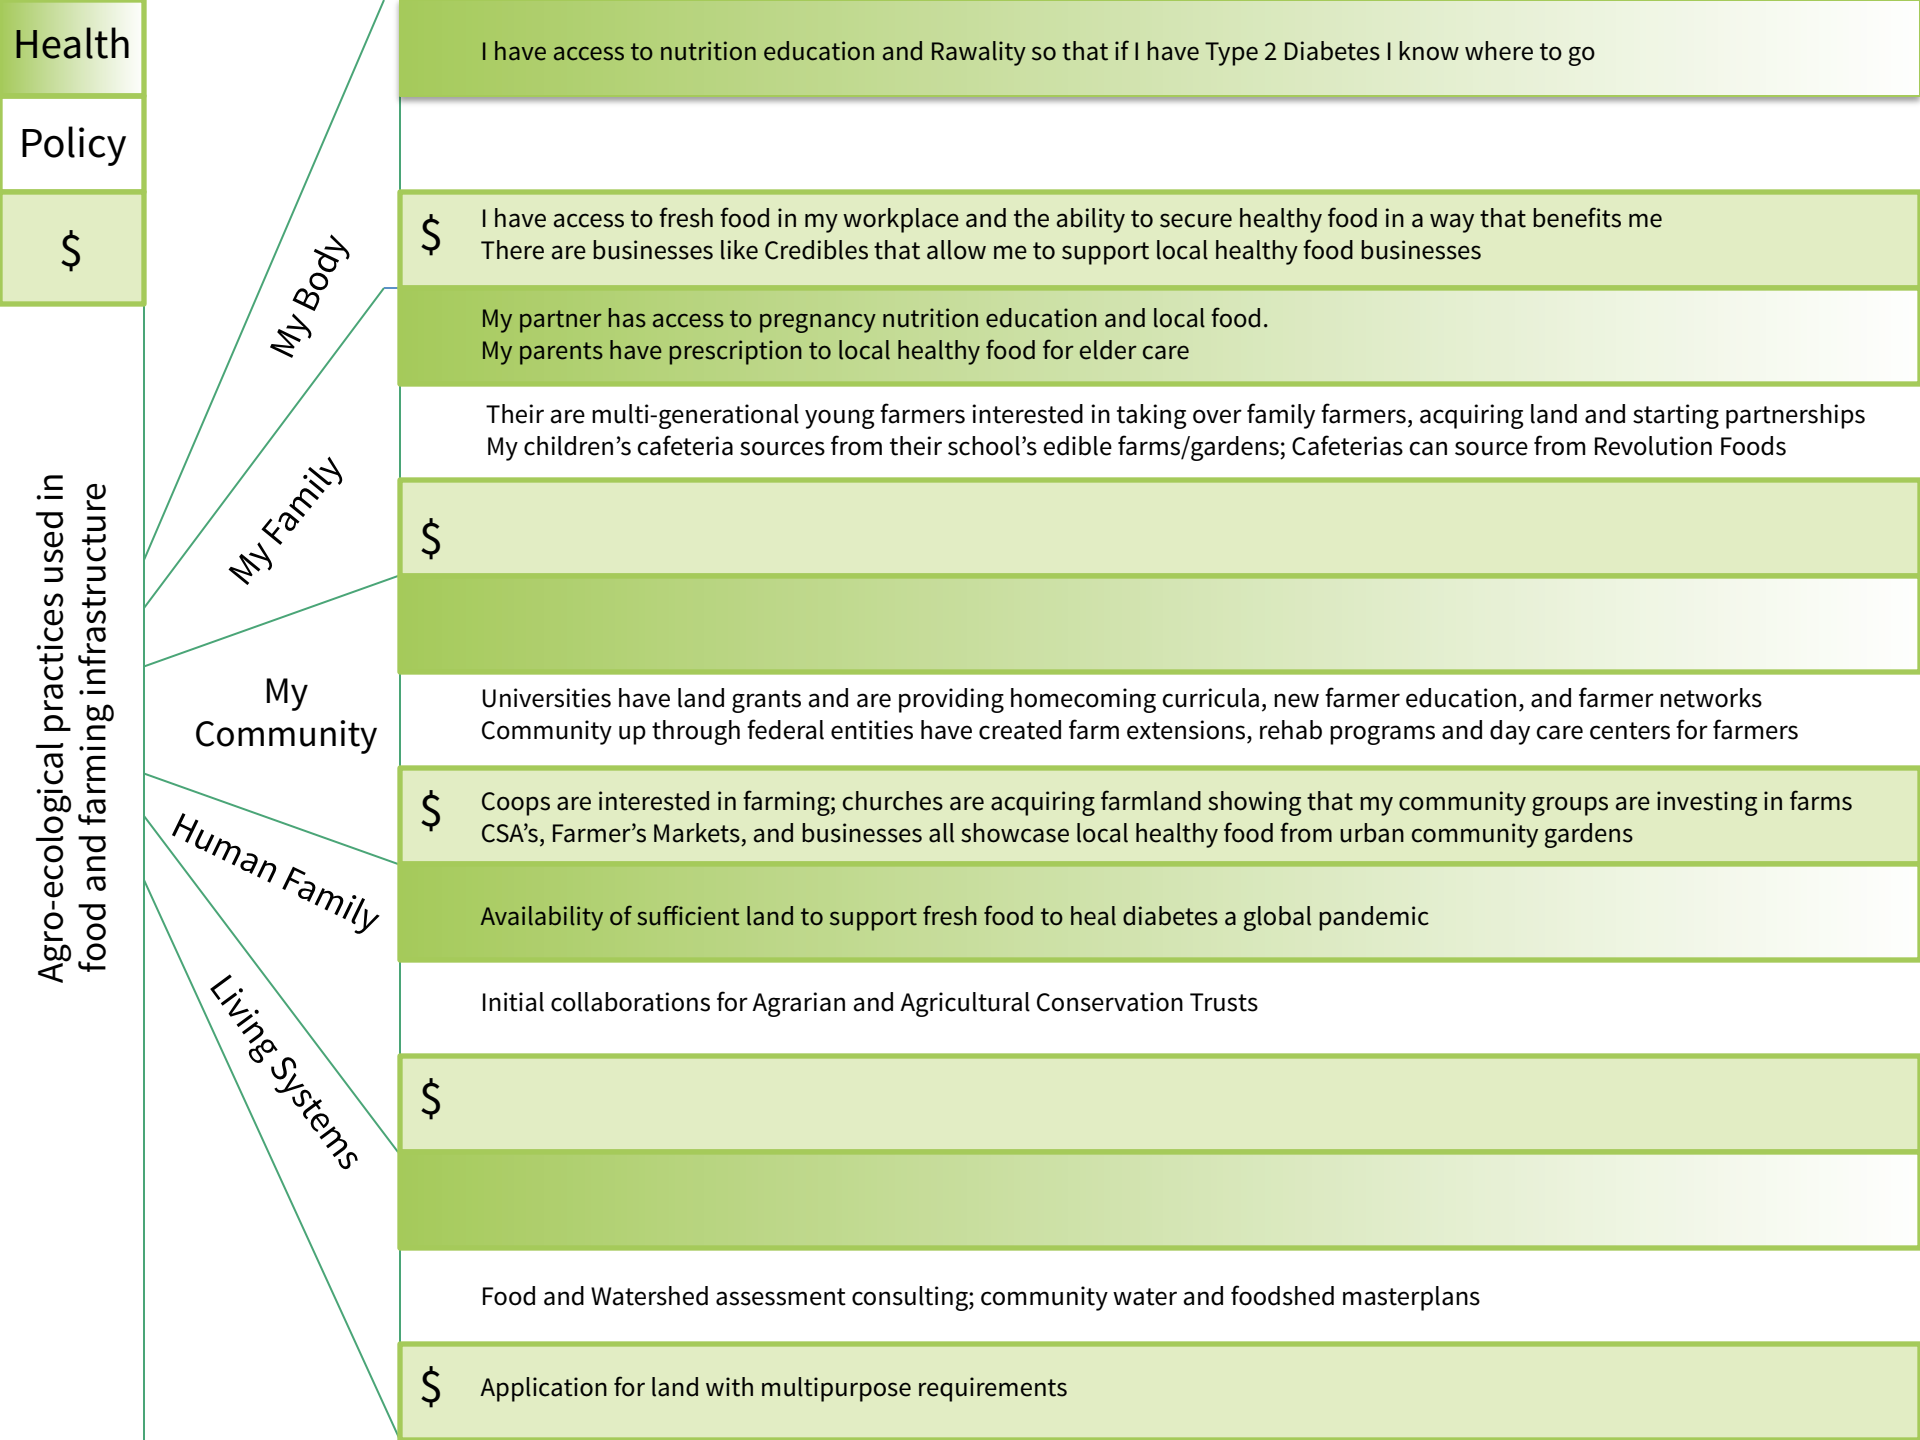 Health
Policy
$
Agro-ecological practices used in
food and farming infrastructure
My Body
I have access to nutrition education and Rawality so that if I have Type 2 Diabetes I know where to go
$
I have access to fresh food in my workplace and the ability to secure healthy food in a way that benefits me
There are businesses like Credibles that allow me to support local healthy food businesses
My Family
My partner has access to pregnancy nutrition education and local food.
My parents have prescription to local healthy food for elder care
Their are multi-generational young farmers interested in taking over family farmers, acquiring land and starting partnerships
My children’s cafeteria sources from their school’s edible farms/gardens; Cafeterias can source from Revolution Foods
$
My
Community
Universities have land grants and are providing homecoming curricula, new farmer education, and farmer networks
Community up through federal entities have created farm extensions, rehab programs and day care centers for farmers
$
Coops are interested in farming; churches are acquiring farmland showing that my community groups are investing in farms
CSA’s, Farmer’s Markets, and businesses all showcase local healthy food from urban community gardens
Human Family
Availability of sufficient land to support fresh food to heal diabetes a global pandemic
Initial collaborations for Agrarian and Agricultural Conservation Trusts
$
Living Systems
Food and Watershed assessment consulting; community water and foodshed masterplans
$
Application for land with multipurpose requirements